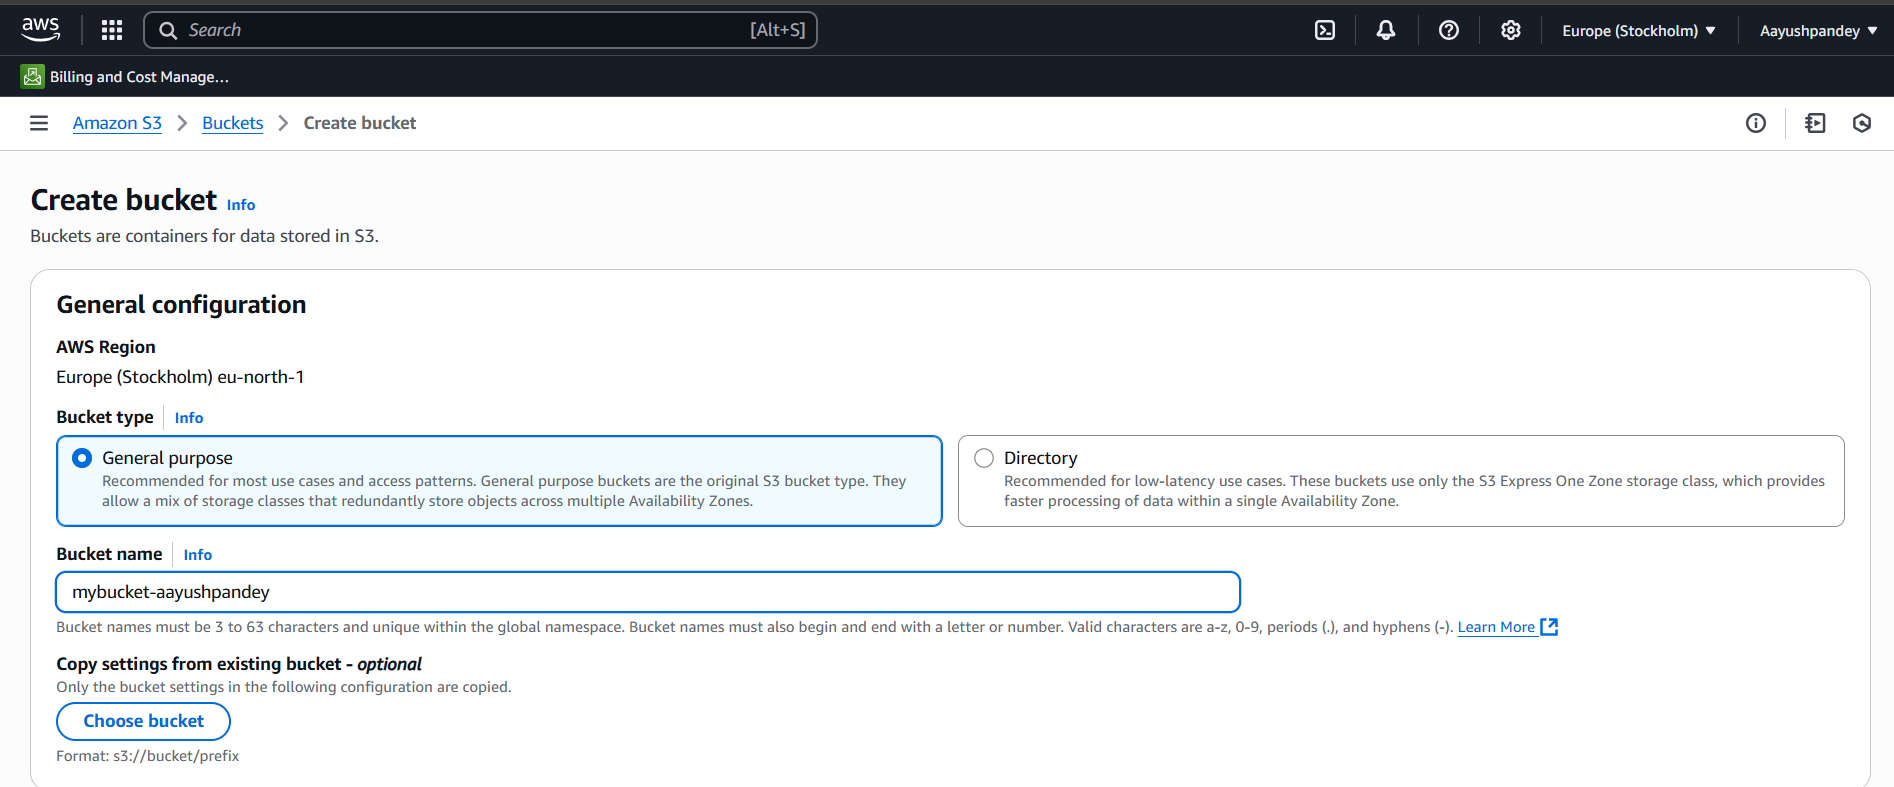 aws
Search [Alt+S] Europe (Stockholm) Aayushpandey
Billing and Cost Manage...
Amazon S3 Buckets Create bucket
Create bucket Info
Buckets are containers for data stored in S3.
General configuration
AWS Region
Europe (Stockholm) eu-north-1
Bucket type Info
General purpose
Recommended for most use cases and access patterns. General purpose buckets are the original S3 bucket type. They
allow a mix of storage classes that redundantly store objects across multiple Availability Zones.
Directory
Recommended for low-latency use cases. These buckets use only the S3 Express One Zone storage class, which provides
faster processing of data within a single Availability Zone.
Bucket name Info
mybucket-aayushpandey
Bucket names must be 3 to 63 characters and unique within the global namespace. Bucket names must also begin and end with a letter or number. Valid characters are a-z, 0-9, periods (.), and hyphens (-). Learn More
Copy settings from existing bucket - optional
Only the bucket settings in the following configuration are copied.
Choose bucket
Format: s3://bucket/prefix